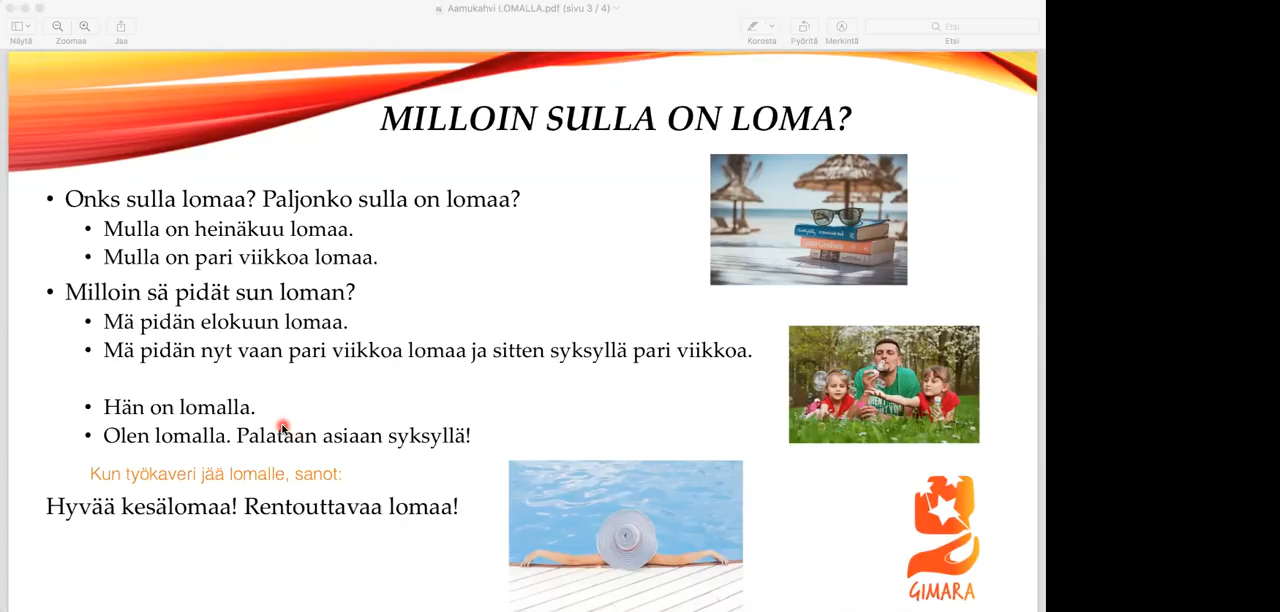 Aamukahvi LOMALLA.pdf (sivu 3 / 4)
Näytä
Zoomaa
Jaa
Korosta
Pyöritä
Merkintä
Etsi
Etsi
MILLOIN SULLA ON LOMA?
• Onks sulla lomaa? Paljonko sulla on lomaa?
• Mulla on heinäkuu lomaa.
• Mulla on pari viikkoa lomaa.
• Milloin sä pidät sun loman?
• Mä pidän elokuun lomaa.
• Mä pidän nyt vaan pari viikkoa lomaa ja sitten syksyllä pari viikkoa.
• Hän on lomalla.
• Olen lomalla. Palataan asiaan syksyllä!
Kun työkaveri jää lomalle, sanot:
Hyvää kesälomaa! Rentouttavaa lomaa!
GIMARA